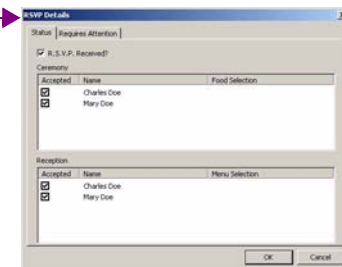 RSVP Details
Status Requires Attention
R.S.V.P. Received?
Ceremony
Accepted Name Food Selection
Charles Doe
Mary Doe
Reception
Accepted Name Menu Selection
Charles Doe
Mary Doe
OK Cancel